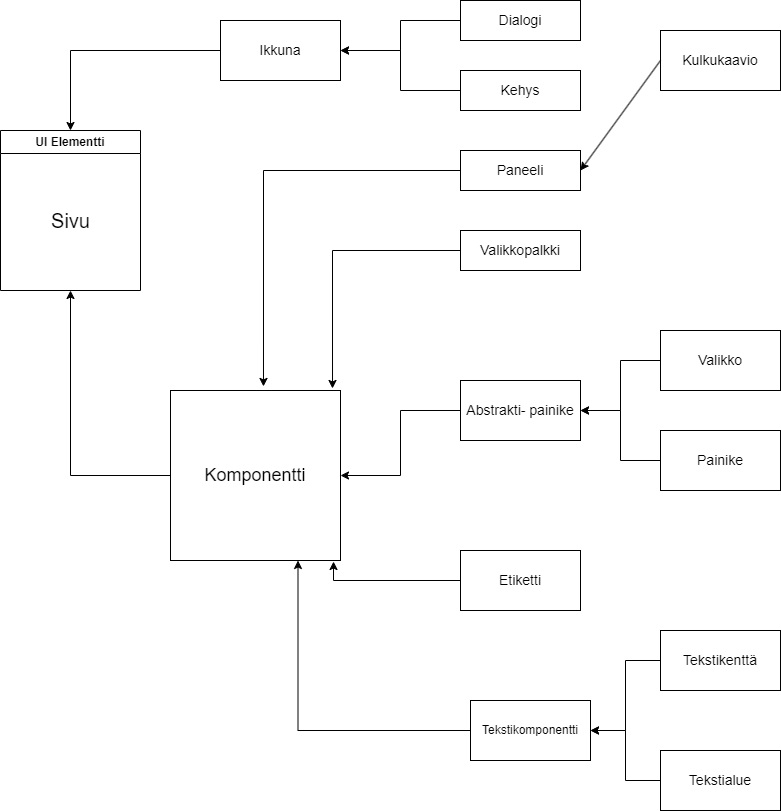 Dialogi
Ikkuna
Kulkukaavio
Kehys
UI Elementti
Paneeli
Sivu
Valikkopalkki
Valikko
Abstrakti- painike
Painike
Komponentti
Etiketti
Tekstikenttä
Tekstikomponentti
Tekstialue